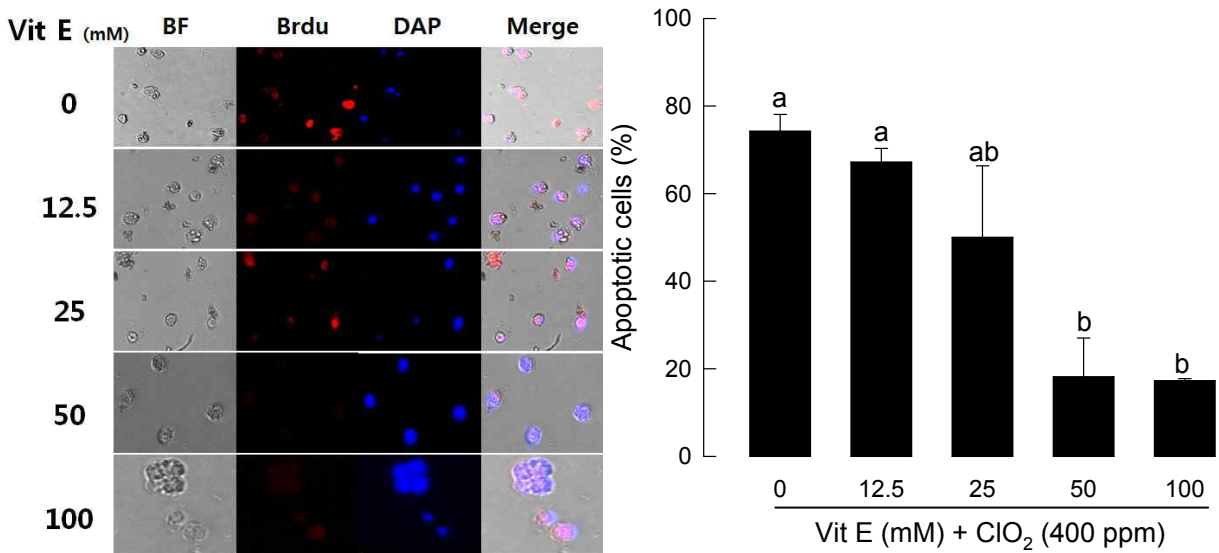 Vit E (mM) BF Brdu DAP Merge
0
12.5
25
50
100
Apoptotic cells (%)
100
80
60
40
20
0
a
a
ab
b
b
0 12.5 25 50 100
Vit E (mM) + ClO₂ (400 ppm)